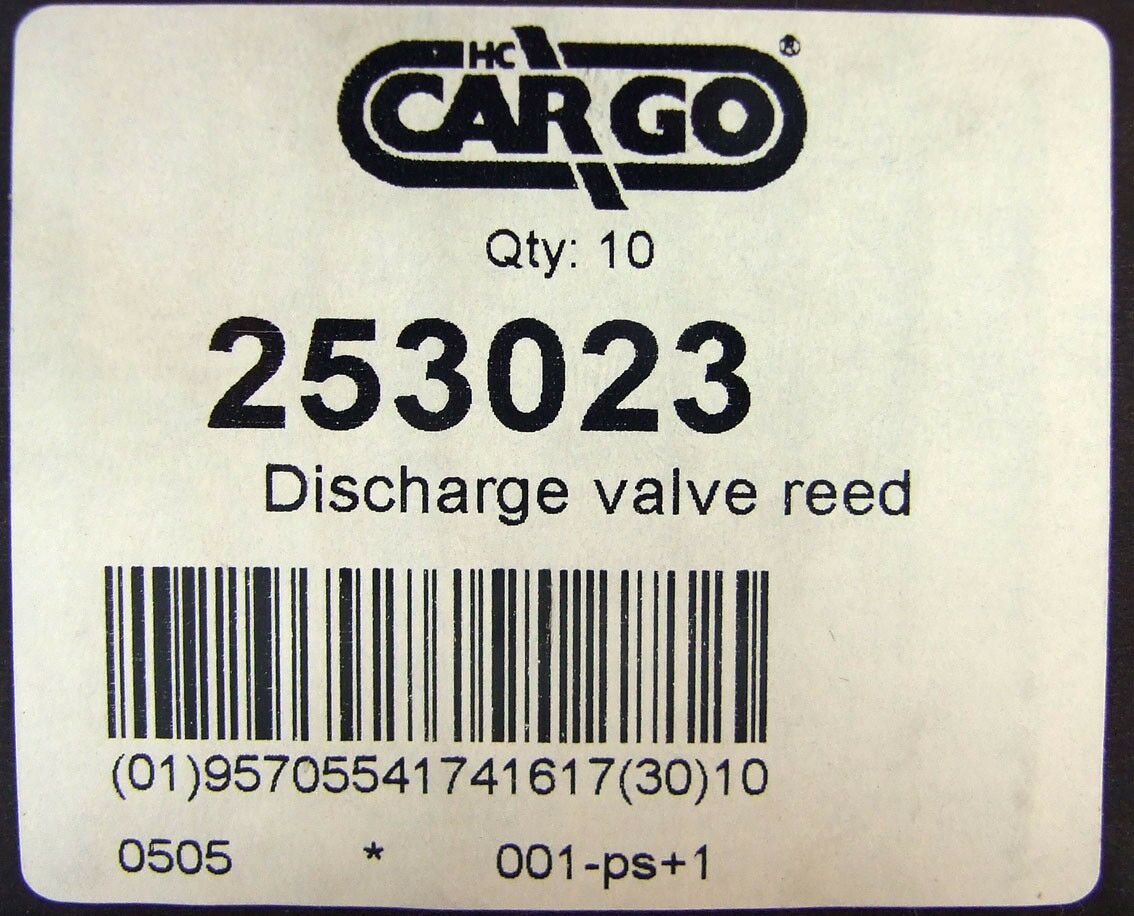 HC
CARGO®
Qty: 10
253023
Discharge valve reed
(01)95705541741617(30)10
0505 * 001-ps+1